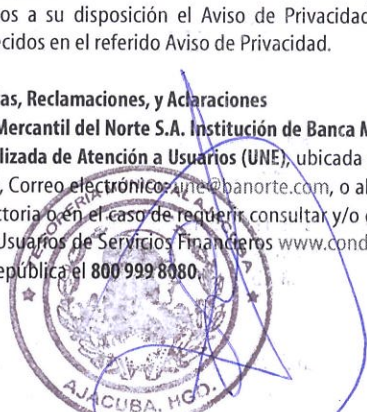 os a su disposición el Aviso de Privacidad
ecidos en el referido Aviso de Privacidad.
as, Reclamaciones, y Aclaraciones
Mercantil del Norte S.A. Institución de Banca M
lizada de Atención a Usuarios (UNE), ubicada
, Correo electrónico: une@banorte.com, o al
ctoria o en el caso de requerir consultar y/o
Usuarios de Servicios Financieros www.cond
epública el 800 999 8080.
AJACUBA, HGO.